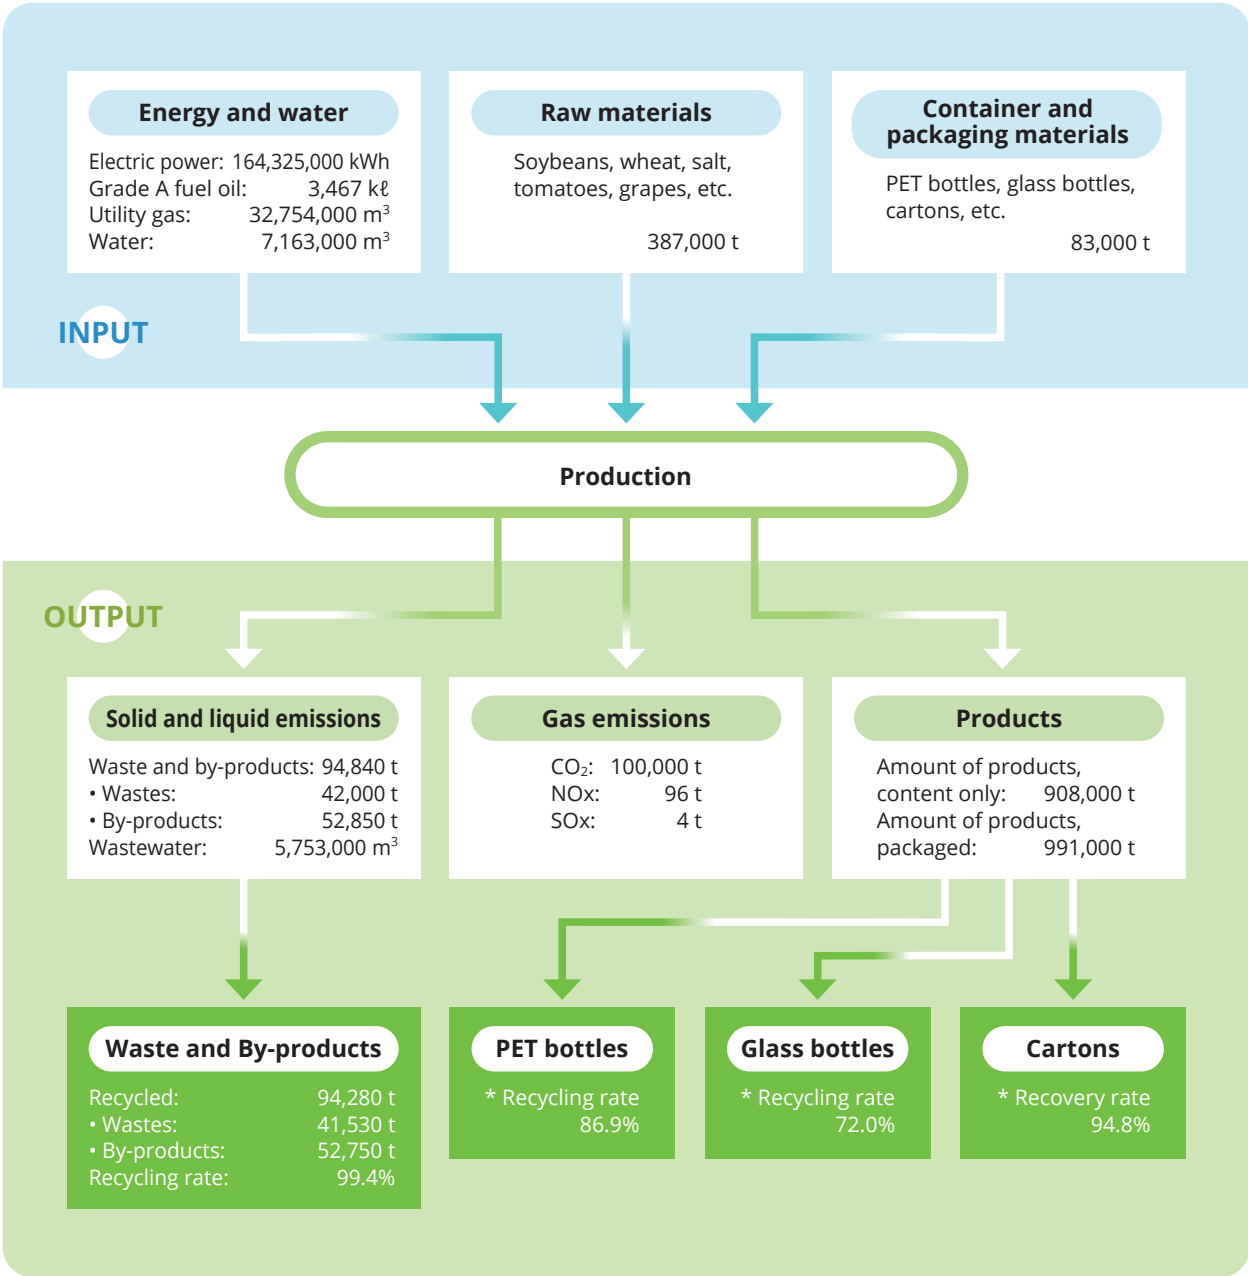 Energy and water
Electric power: 164,325,000 kWh
Grade A fuel oil: 3,467 kℓ
Utility gas: 32,754,000 m³
Water: 7,163,000 m³
Raw materials
Soybeans, wheat, salt,
tomatoes, grapes, etc.
387,000 t
Container and
packaging materials
PET bottles, glass bottles,
cartons, etc.
83,000 t
INPUT
Production
OUTPUT
Solid and liquid emissions
Waste and by-products: 94,840 t
• Wastes: 42,000 t
• By-products: 52,850 t
Wastewater: 5,753,000 m³
Gas emissions
CO₂: 100,000 t
NOx: 96 t
SOx: 4 t
Products
Amount of products,
content only: 908,000 t
Amount of products,
packaged: 991,000 t
Waste and By-products
Recycled: 94,280 t
• Wastes: 41,530 t
• By-products: 52,750 t
Recycling rate: 99.4%
PET bottles
* Recycling rate
86.9%
Glass bottles
* Recycling rate
72.0%
Cartons
* Recovery rate
94.8%